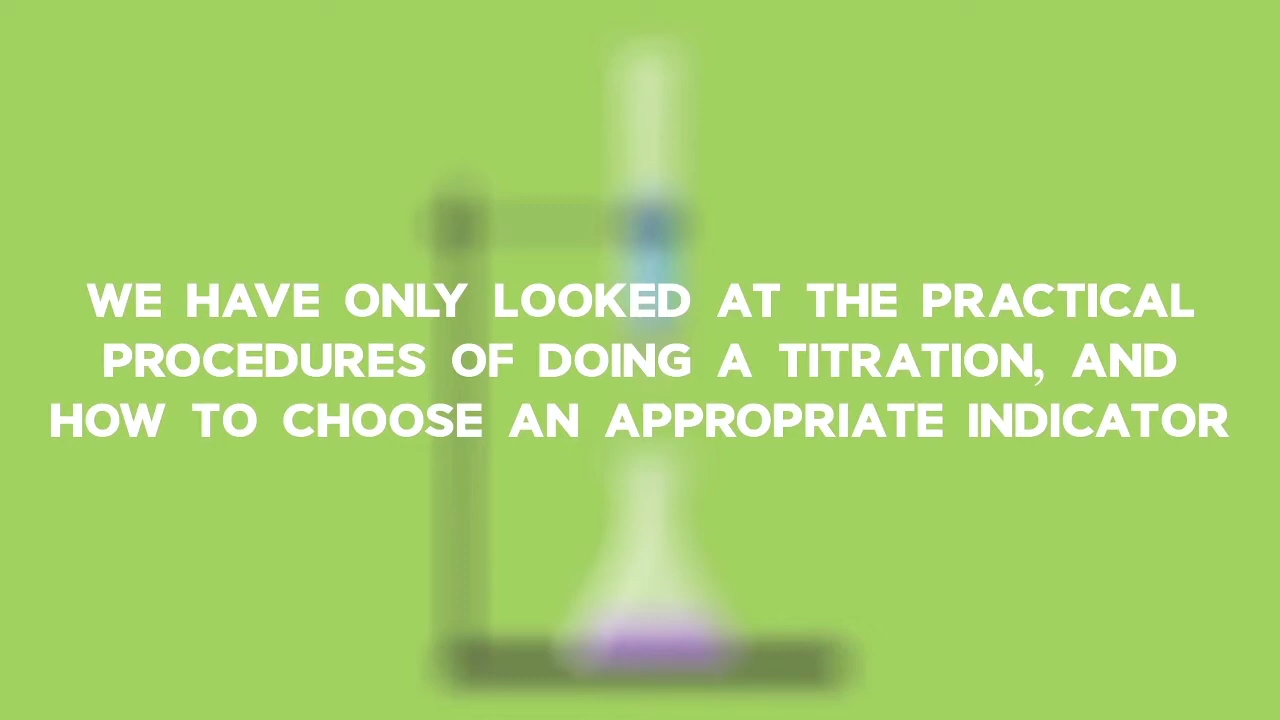 WE HAVE ONLY LOOKED AT THE PRACTICAL
PROCEDURES OF DOING A TITRATION, AND
HOW TO CHOOSE AN APPROPRIATE INDICATOR